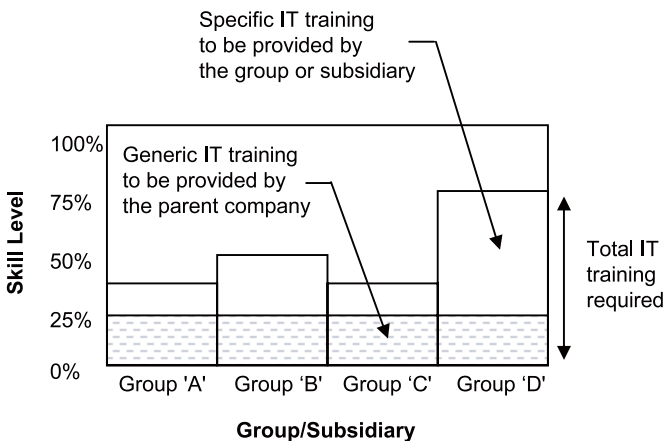 Specific IT training
to be provided by
the group or subsidiary
100%
Generic IT training
to be provided by
the parent company
75%
50%
25%
0%
Skill Level
Total IT
training
required
Group 'A' Group ‘B’ Group ‘C’ Group ‘D’
Group/Subsidiary